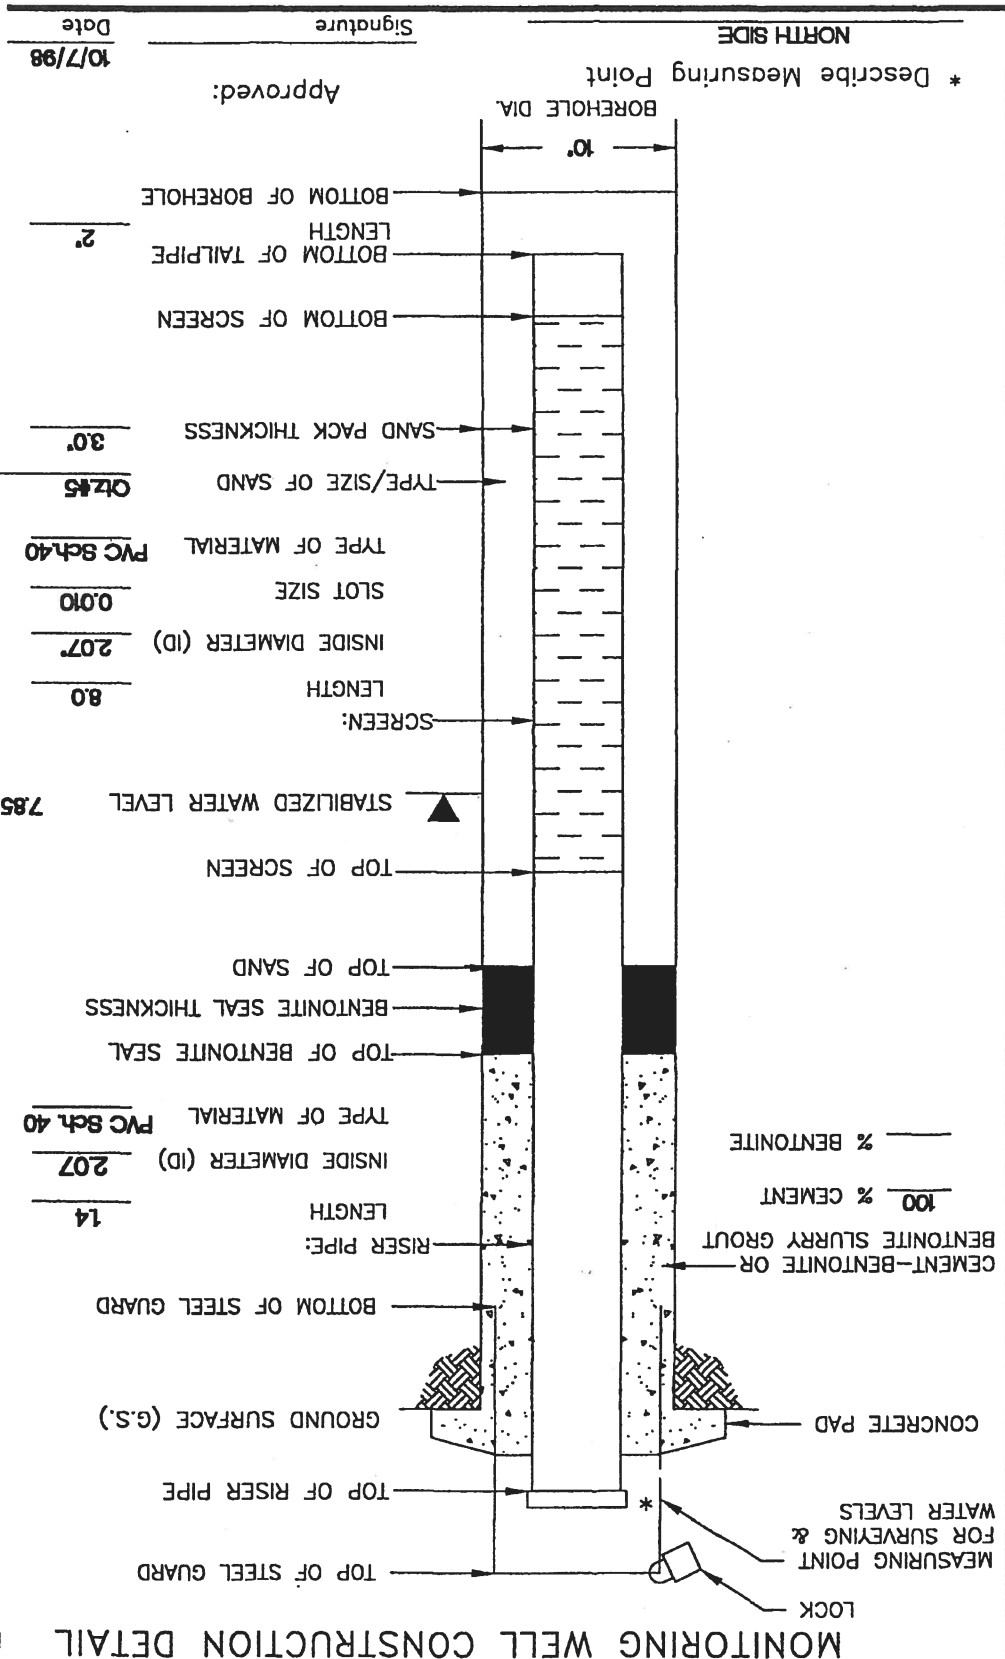 MONITORING WELL CONSTRUCTION DETAIL
LOCK
MEASURING POINT
FOR SURVEYING &
WATER LEVELS
*
CONCRETE PAD
CEMENT-BENTONITE OR
BENTONITE SLURRY GROUT
100 % CEMENT
% BENTONITE
TOP OF STEEL GUARD
TOP OF RISER PIPE
GROUND SURFACE (G.S.)
BOTTOM OF STEEL GUARD
RISER PIPE:
LENGTH 14
INSIDE DIAMETER (ID) 2.07
TYPE OF MATERIAL PVC Sch. 40
TOP OF BENTONITE SEAL
BENTONITE SEAL THICKNESS
TOP OF SAND
TOP OF SCREEN
STABILIZED WATER LEVEL 7.85
SCREEN:
LENGTH 8.0
INSIDE DIAMETER (ID) 2.07"
SLOT SIZE 0.010
TYPE OF MATERIAL PVC Sch.40
TYPE/SIZE OF SAND Qtz#5
SAND PACK THICKNESS 3.0"
BOTTOM OF SCREEN
BOTTOM OF TAILPIPE
LENGTH 2"
BOTTOM OF BOREHOLE
10"
BOREHOLE DIA.
* Describe Measuring Point
NORTH SIDE
Approved:
10/7/98
Signature Date